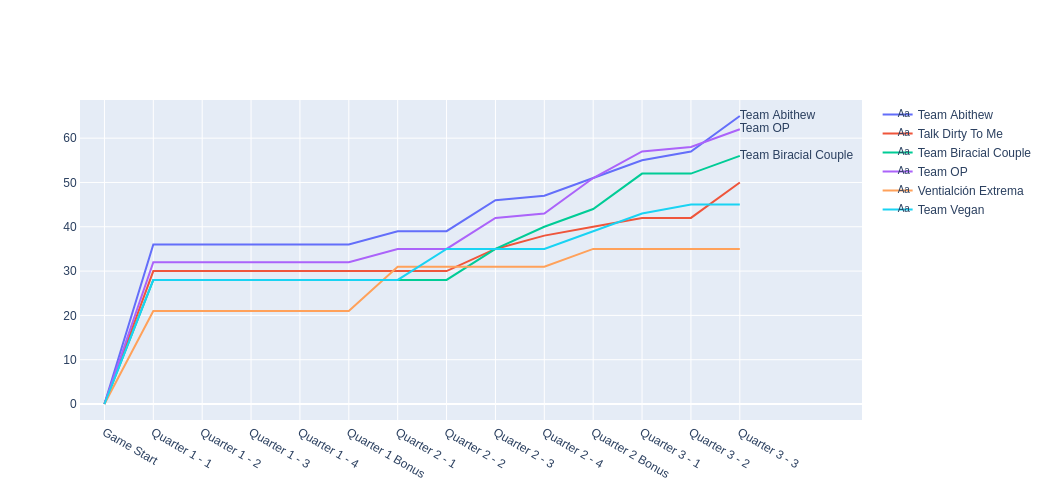 Team Abithew
Team OP
Team Biracial Couple
60
50
40
30
20
10
0
Game Start
Quarter 1 - 1
Quarter 1 - 2
Quarter 1 - 3
Quarter 1 - 4
Quarter 1 Bonus
Quarter 2 - 1
Quarter 2 - 2
Quarter 2 - 3
Quarter 2 - 4
Quarter 2 Bonus
Quarter 3 - 1
Quarter 3 - 2
Quarter 3 - 3
Aa Team Abithew
Aa Talk Dirty To Me
Aa Team Biracial Couple
Aa Team OP
Aa Ventialción Extrema
Aa Team Vegan